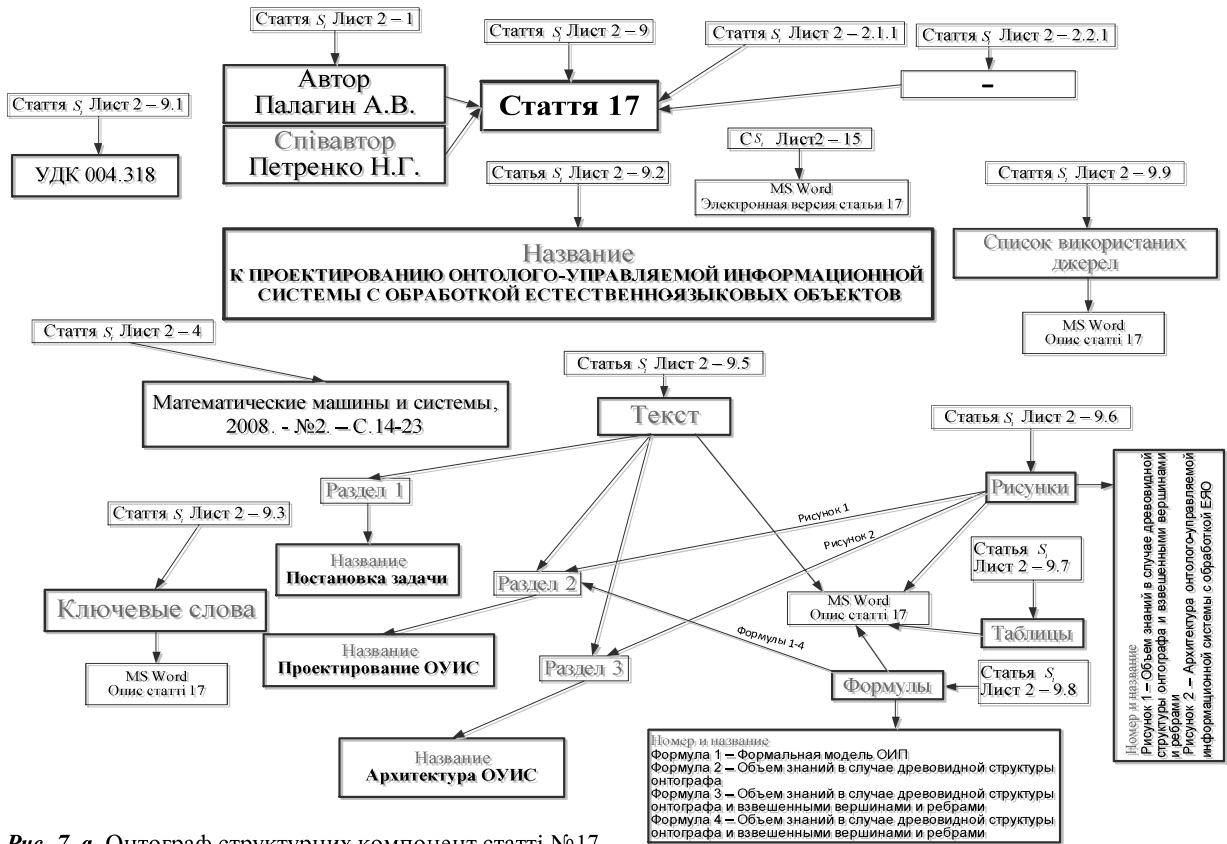 Стаття Si Лист 2 – 1
Стаття Si Лист 2 – 9
Стаття Si Лист 2 – 2.1.1
Стаття Si Лист 2 – 2.2.1
Автор
Палагин А.В.
Стаття 17
–
Стаття Si Лист 2 – 9.1
Співавтор
Петренко Н.Г.
УДК 004.318
С Si Лист2 – 15
Статья Si Лист 2 – 9.2
MS Word
Электронная версия статьи 17
Стаття Si Лист 2 – 9.9
Название
К ПРОЕКТИРОВАНИЮ ОНТОЛОГО-УПРАВЛЯЕМОЙ ИНФОРМАЦИОННОЙ
СИСТЕМЫ С ОБРАБОТКОЙ ЕСТЕСТВЕННО-ЯЗЫКОВЫХ ОБЪЕКТОВ
Список використаних
джерел
MS Word
Опис статті 17
Стаття Si Лист 2 – 4
Статья Si Лист 2 – 9.5
Математические машины и системы,
2008. - №2. – С.14-23
Текст
Статья Si Лист 2 – 9.6
Рисунки
Номер и название
Рисунок 1 – Объем знаний в случае древовидной
структуры онтографа и взвешенными вершинами
и ребрами
Рисунок 2 – Архитектура онтолого-управляемой
информационной системы с обработкой ЕЯО
Раздел 1
Рисунок 1
Рисунок 2
Стаття Si Лист 2 – 9.3
Название
Постановка задачи
Раздел 2
Статья Si
Лист 2 – 9.7
MS Word
Опис статті 17
Ключевые слова
Таблицы
Название
Проектирование ОУИС
Формулы 1-4
Раздел 3
MS Word
Опис статті 17
Формулы
Статья Si
Лист 2 – 9.8
Название
Архитектура ОУИС
Номер и название
Формула 1 – Формальная модель ОИП
Формула 2 – Объем знаний в случае древовидной структуры
онтографа
Формула 3 – Объем знаний в случае древовидной структуры
онтографа и взвешенными вершинами и ребрами
Формула 4 – Объем знаний в случае древовидной структуры
онтографа и взвешенными вершинами и ребрами
Рис. 7, а. Онтограф структурних компонент статті №17